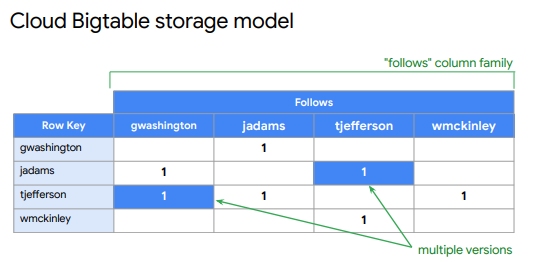 Cloud Bigtable storage model
"follows" column family
Follows
Row Key gwashington jadams tjefferson wmckinley
gwashington 1
jadams 1 1
tjefferson 1 1 1
wmckinley 1
multiple versions